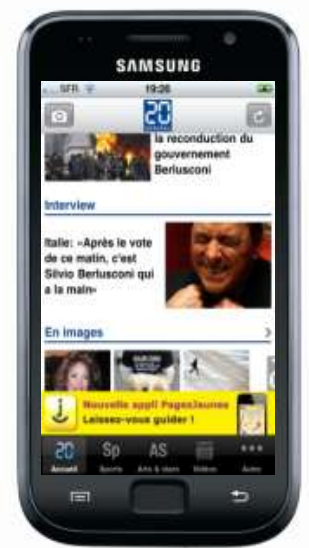 SAMSUNG
SFR 19:26
20
la reconduction du
gouvernement
Berlusconi
Interview
Italie: «Après le vote
de ce matin, c'est
Silvio Berlusconi qui
a la main»
En images
Nouvelle appli PagesJaunes
Laissez-vous guider !
20 Sp AS
Accueil Sports Arts & stars Vidéos Autre